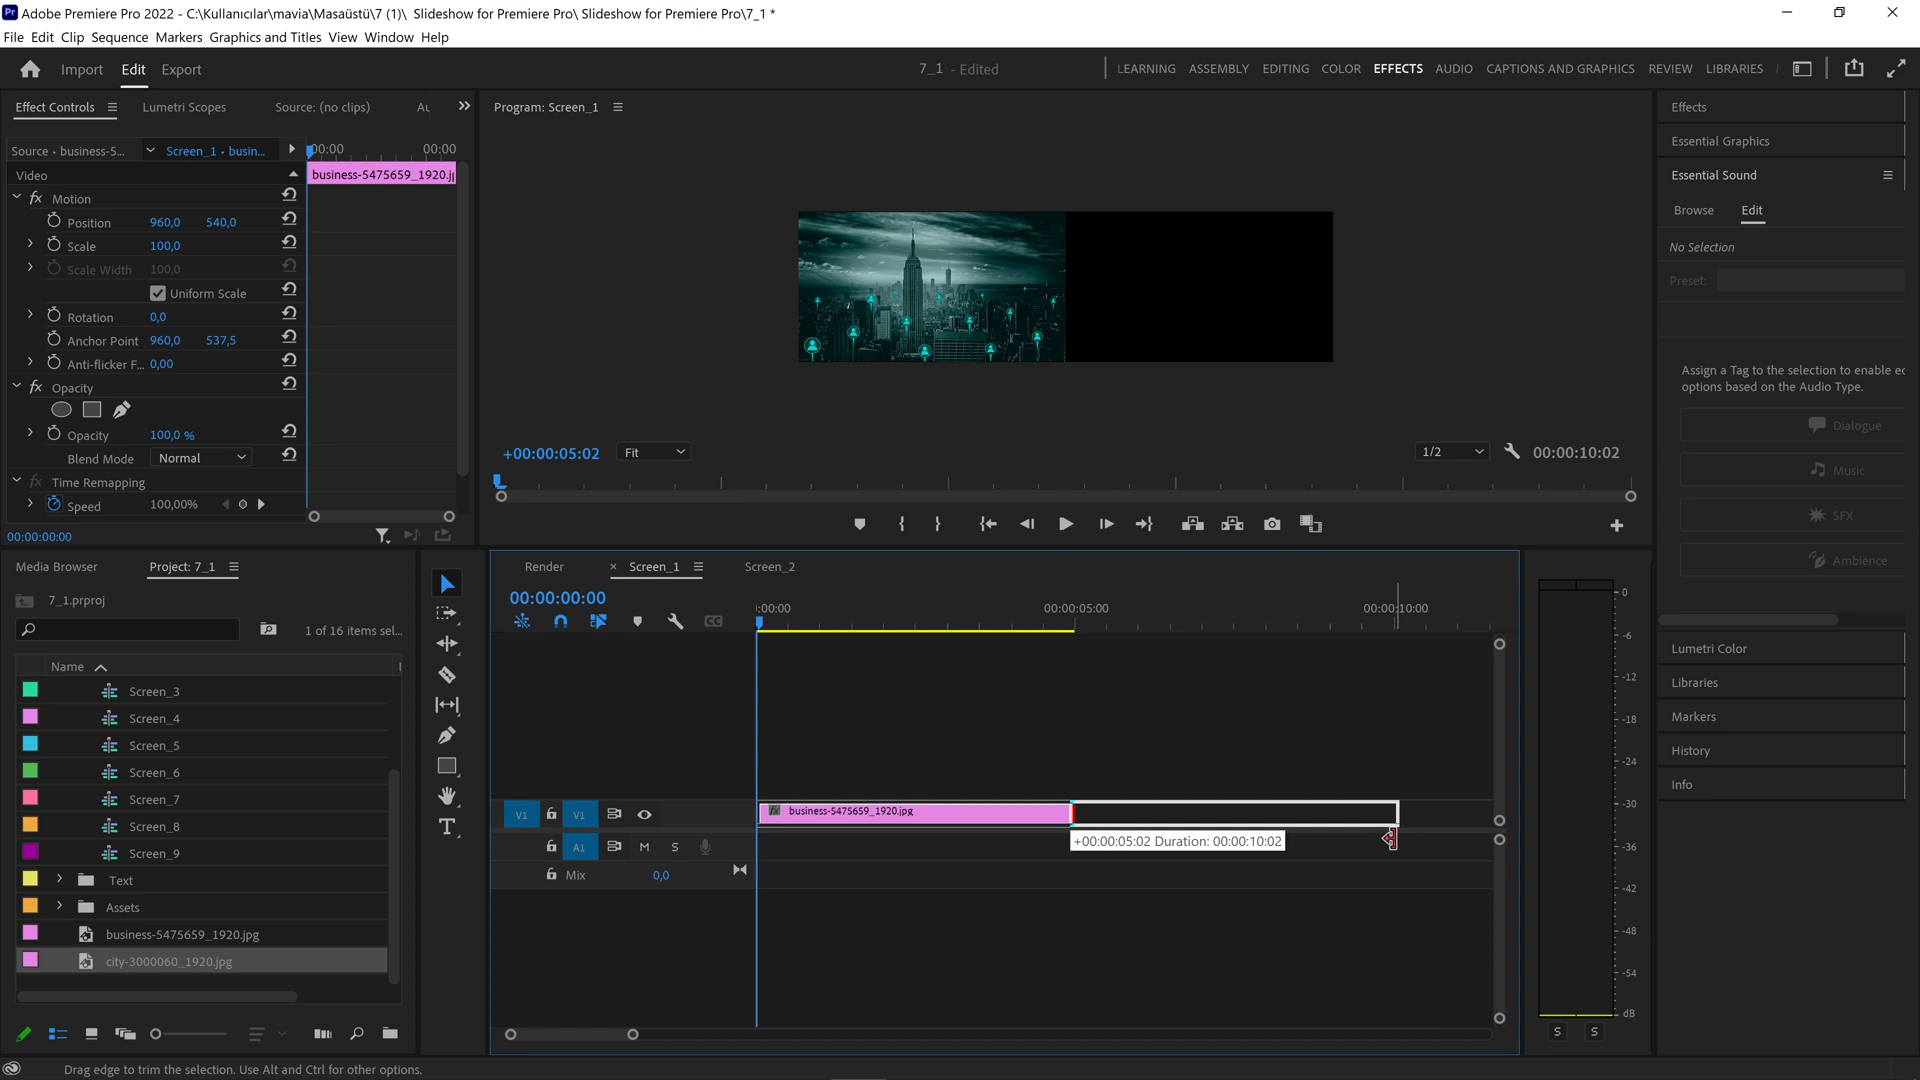 Adobe Premiere Pro 2022 - C:\Kullanıcılar\mavia\Masaüstü\7 (1)\ Slideshow for Premiere Pro\ Slideshow for Premiere Pro\7_1 *
File Edit Clip Sequence Markers Graphics and Titles View Window Help
Import Edit Export
7_1 - Edited
LEARNING ASSEMBLY EDITING COLOR EFFECTS AUDIO CAPTIONS AND GRAPHICS REVIEW LIBRARIES
Effect Controls Lumetri Scopes Source: (no clips) Au
Source • business-5... Screen_1 • busin... :00:00 00:00
Video business-5475659_1920.j
Motion
Position 960,0 540,0
Scale 100,0
Scale Width 100,0
Uniform Scale
Rotation 0,0
Anchor Point 960,0 537,5
Anti-flicker F... 0,00
Opacity
Opacity 100,0 %
Blend Mode Normal
Time Remapping
Speed 100,00%
00:00:00:00
Program: Screen_1
+00:00:05:02 Fit 1/2 00:00:10:02
Effects
Essential Graphics
Essential Sound
Browse Edit
No Selection
Preset:
Assign a Tag to the selection to enable ec
options based on the Audio Type.
Dialogue
Music
SFX
Ambience
Lumetri Color
Libraries
Markers
History
Info
Media Browser Project: 7_1
7_1.prproj
1 of 16 items sel...
Name
Screen_3
Screen_4
Screen_5
Screen_6
Screen_7
Screen_8
Screen_9
Text
Assets
business-5475659_1920.jpg
city-3000060_1920.jpg
Render × Screen_1 Screen_2
00:00:00:00
:00:00 00:00:05:00 00:00:10:00
V1 V1 fx business-5475659_1920.jpg
+00:00:05:02 Duration: 00:00:10:02
A1 M S
Mix 0,0
0
-6
-12
-18
-24
-30
-36
-42
-48
-54
dB
S S
Drag edge to trim the selection. Use Alt and Ctrl for other options.